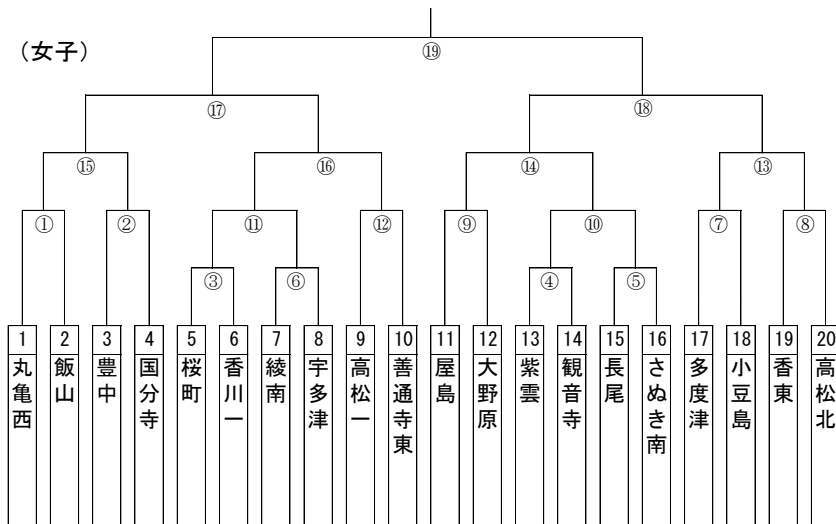 （女子）
⑲
⑰
⑱
⑮
⑯
⑭
⑬
①
②
⑪
⑫
⑨
⑩
⑦
⑧
③
⑥
④
⑤
1 2 3 4 5 6 7 8 9 10 11 12 13 14 15 16 17 18 19 20
丸亀西
飯山
豊中
国分寺
桜町
香川一
綾南
宇多津
高松一
善通寺東
屋島
大野原
紫雲
観音寺
長尾
さぬき南
多度津
小豆島
香東
高松北